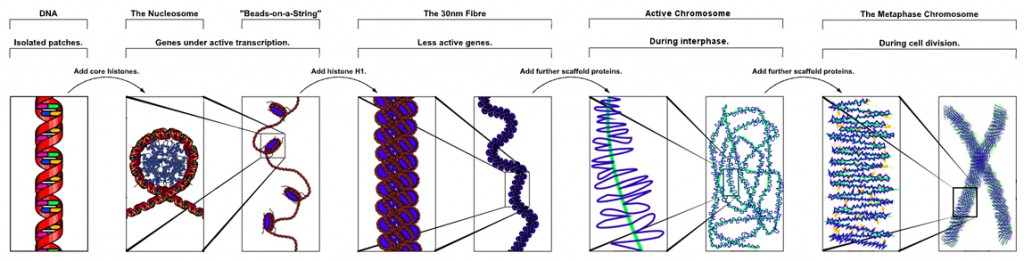 DNA
The Nucleosome
"Beads-on-a-String"
The 30nm Fibre
Active Chromosome
The Metaphase Chromosome
Isolated patches.
Genes under active transcription.
Less active genes.
During interphase.
During cell division.
Add core histones.
Add histone H1.
Add further scaffold proteins.
Add further scaffold proteins.